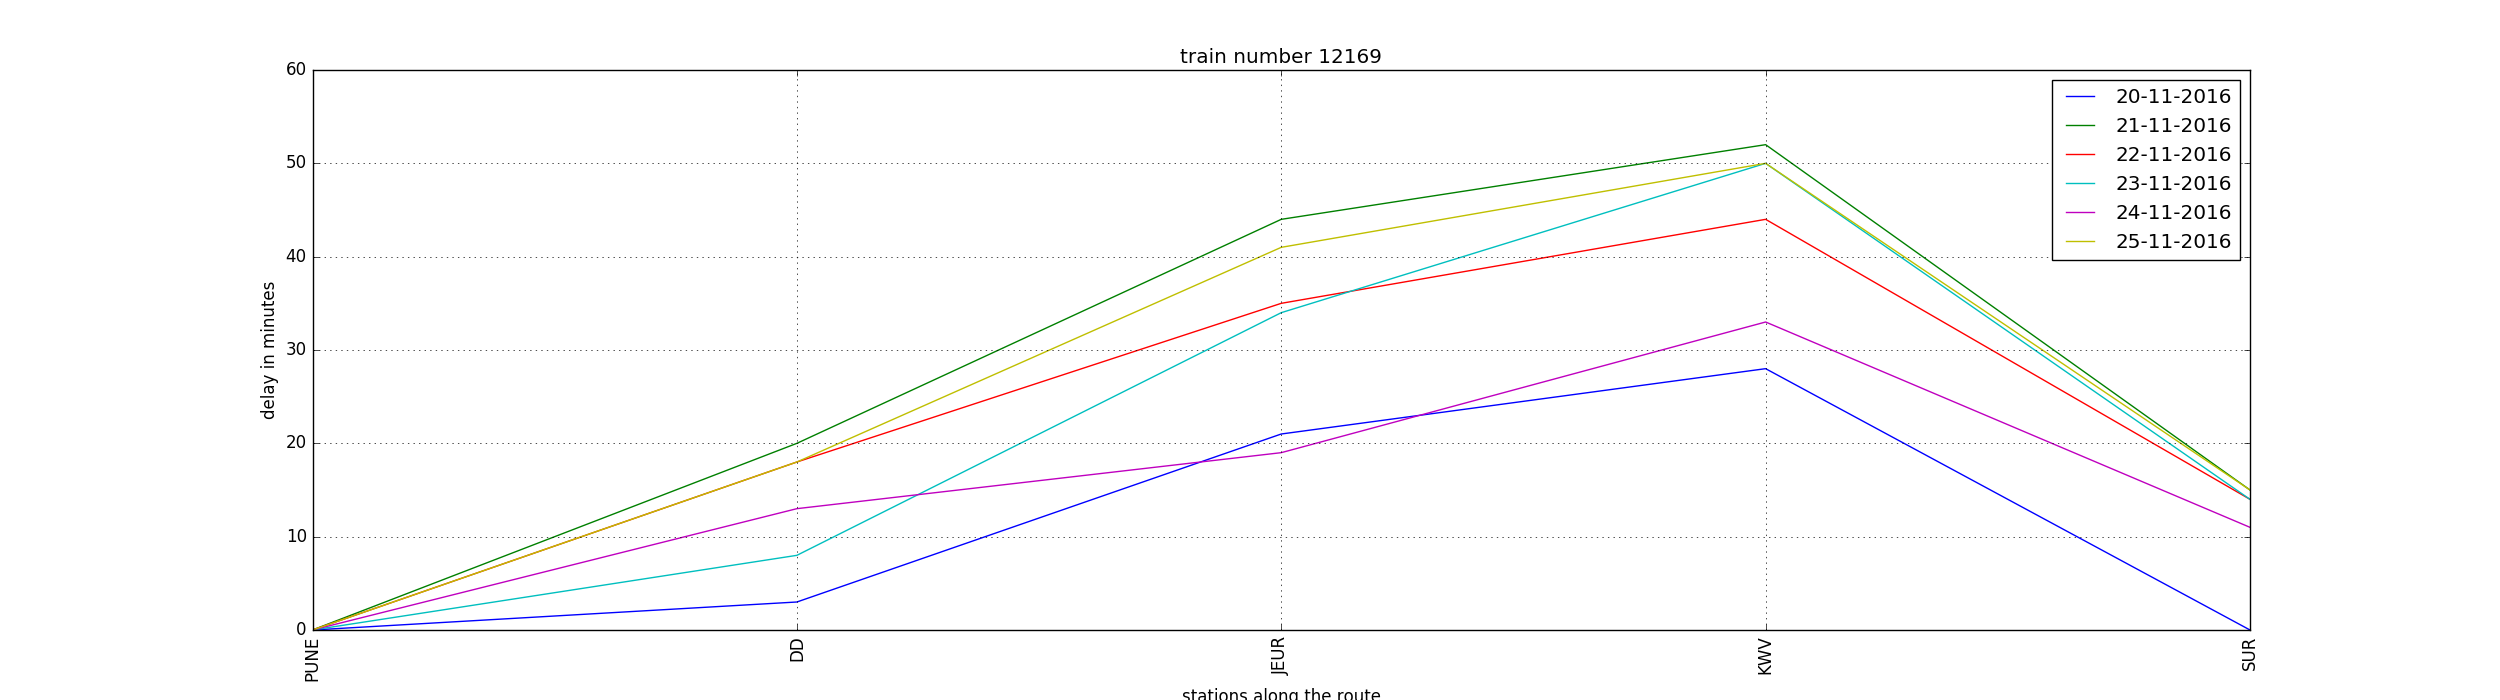 train number 12169
60
50
40
30
20
10
0
delay in minutes
20-11-2016
21-11-2016
22-11-2016
23-11-2016
24-11-2016
25-11-2016
PUNE
DD
JEUR
KWV
SUR
stations along the route